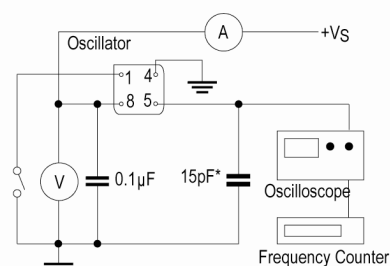 Oscillator
A
+VS
1 4
8 5
V
0.1µF
15pF*
Oscilloscope
Frequency Counter